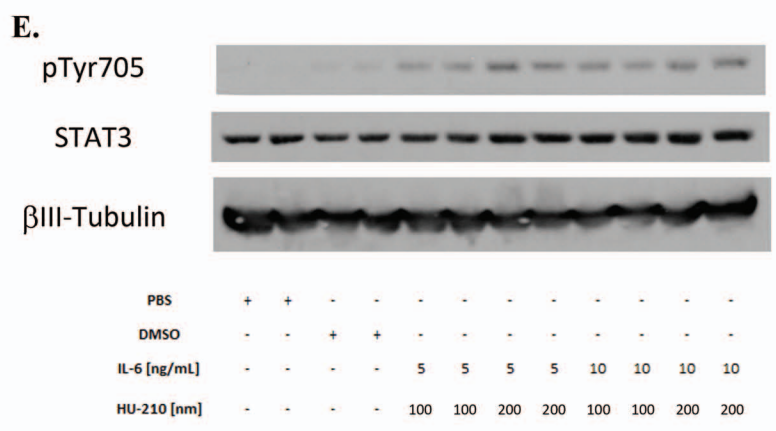 E.
pTyr705
STAT3
βIII-Tubulin
PBS + + - - - - - - - - - -
DMSO - - + + - - - - - - - -
IL-6 [ng/mL] - - - - 5 5 5 5 10 10 10 10
HU-210 [nm] - - - - 100 100 200 200 100 100 200 200